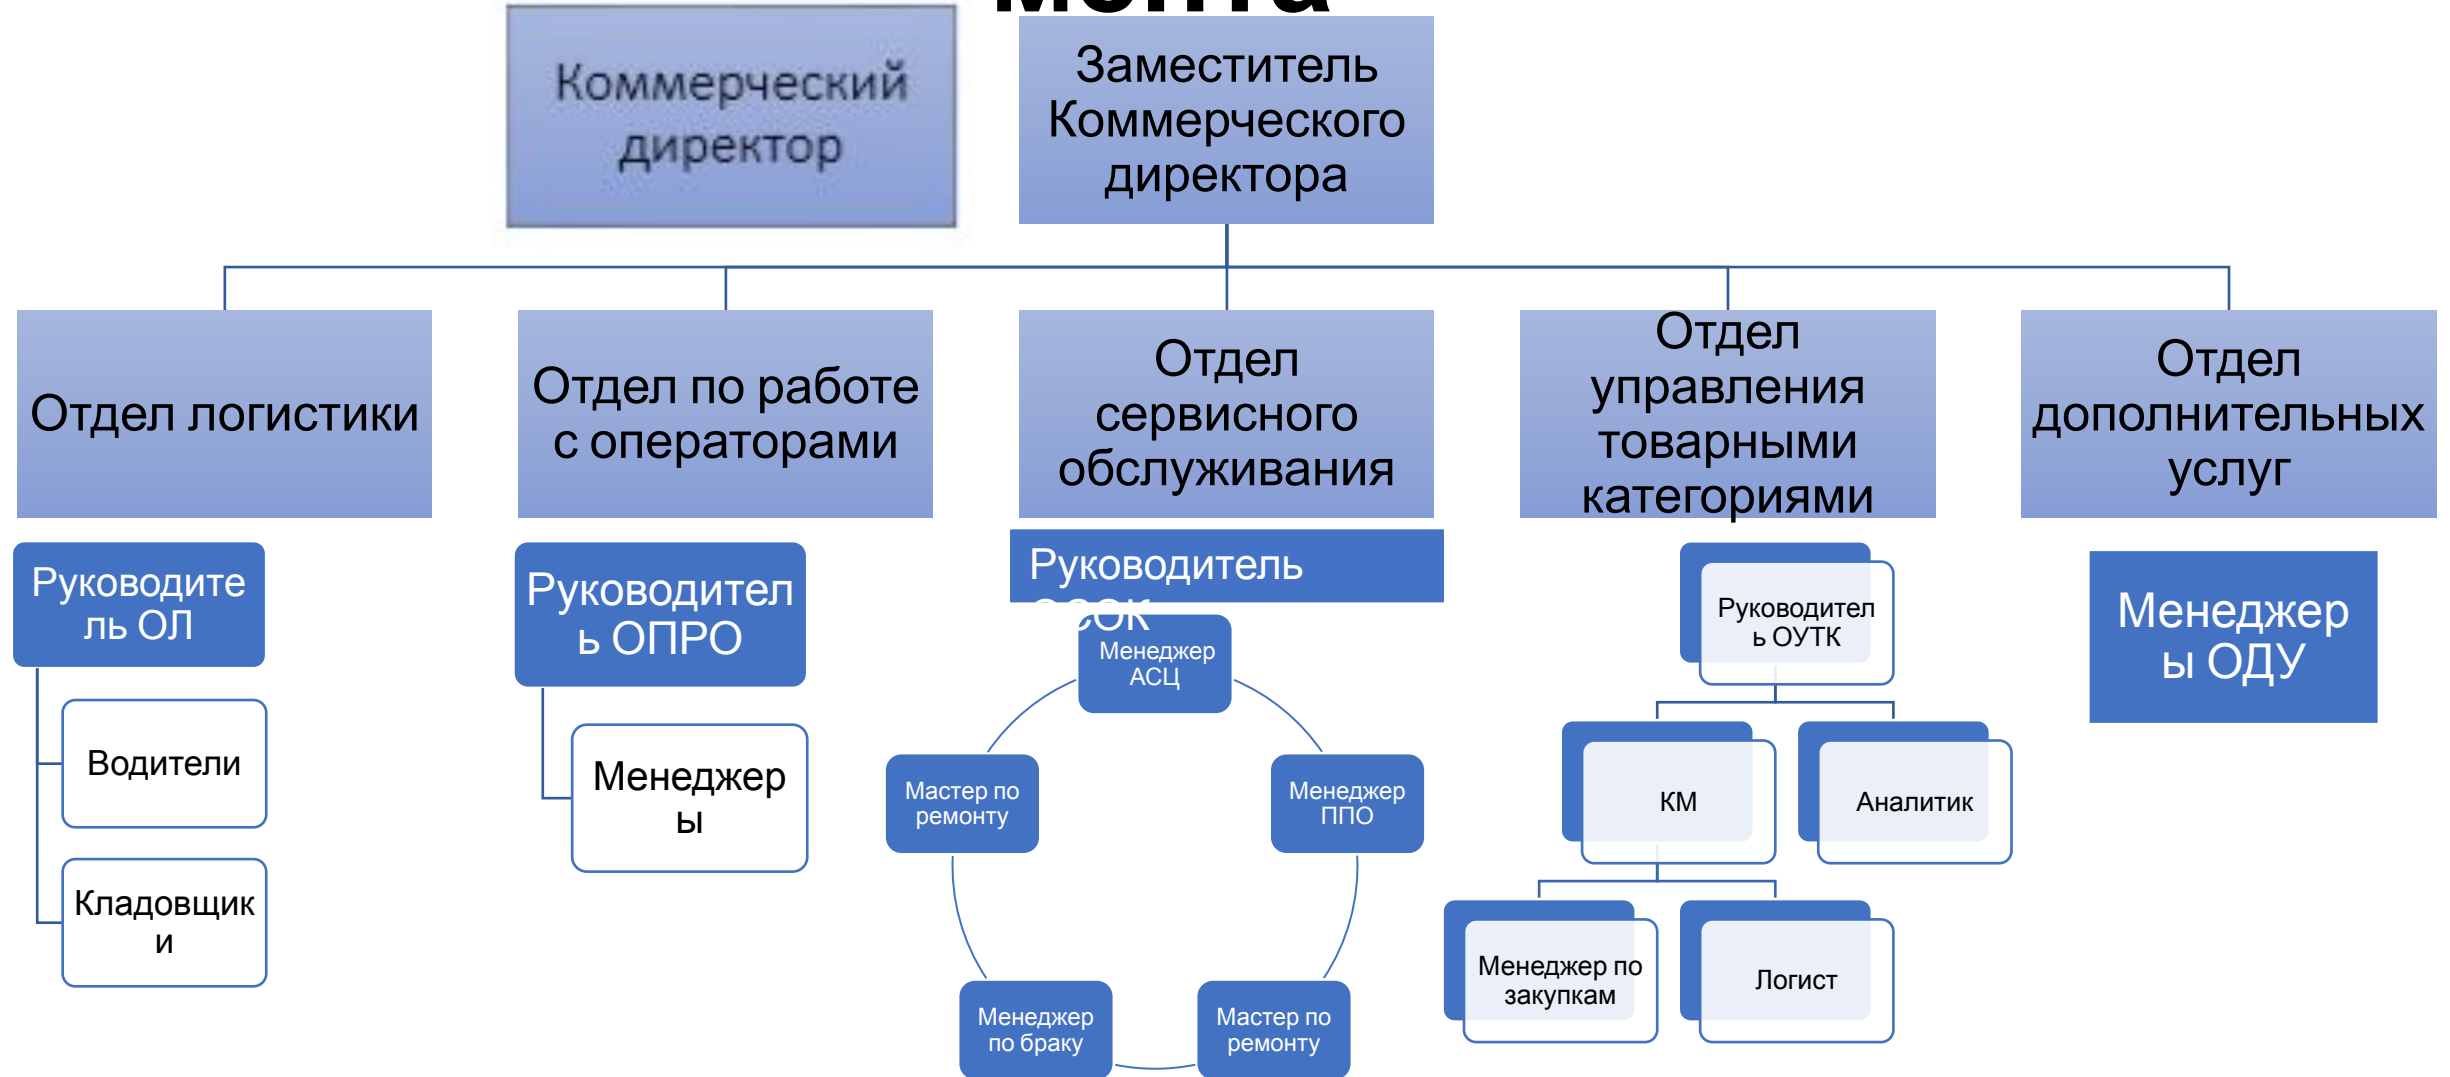 Коммерческий
директор
Заместитель
Коммерческого
директора
Отдел логистики
Отдел по работе
с операторами
Отдел
сервисного
обслуживания
Отдел
управления
товарными
категориями
Отдел
дополнительных
услуг
Руководите
ль ОЛ
Водители
Кладовщик
и
Руководител
ь ОПРО
Менеджер
ы
Руководитель
ОСОК
Менеджер
АСЦ
Менеджер
ППО
Мастер по
ремонту
Менеджер
по браку
Мастер по
ремонту
Руководител
ь ОУТК
КМ
Аналитик
Менеджер по
закупкам
Логист
Менеджер
ы ОДУ